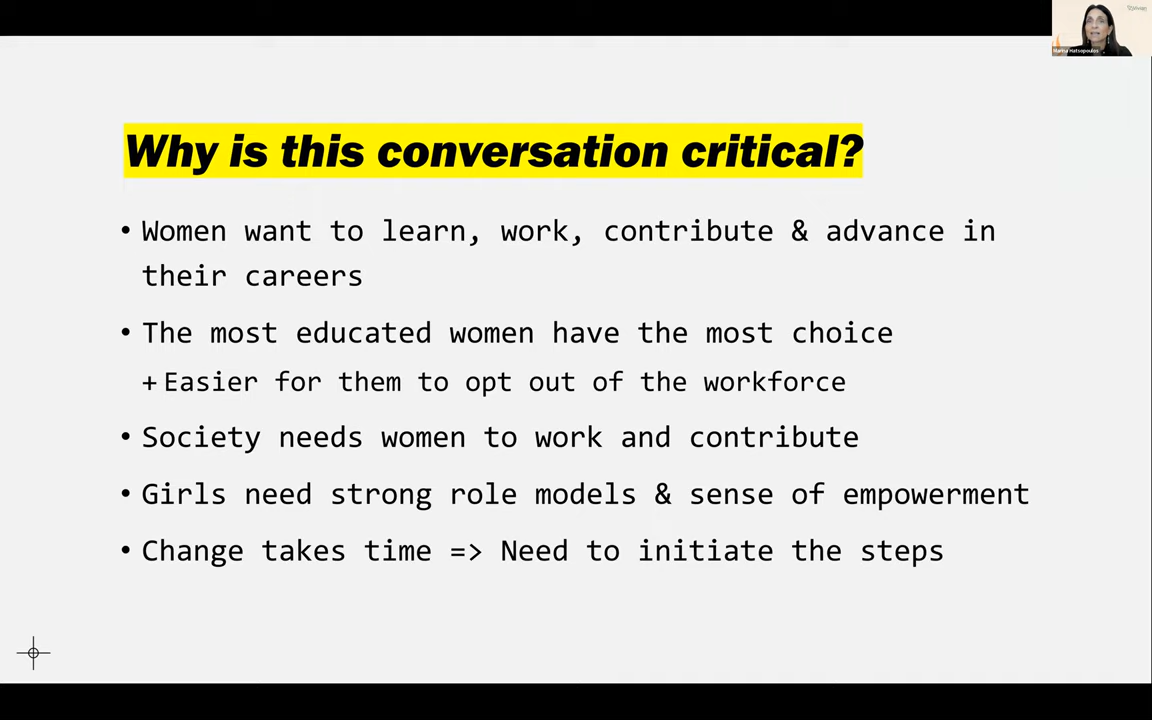 Marina Hatsopoulos
Why is this conversation critical?
• Women want to learn, work, contribute & advance in
their careers
• The most educated women have the most choice
+ Easier for them to opt out of the workforce
• Society needs women to work and contribute
• Girls need strong role models & sense of empowerment
• Change takes time => Need to initiate the steps